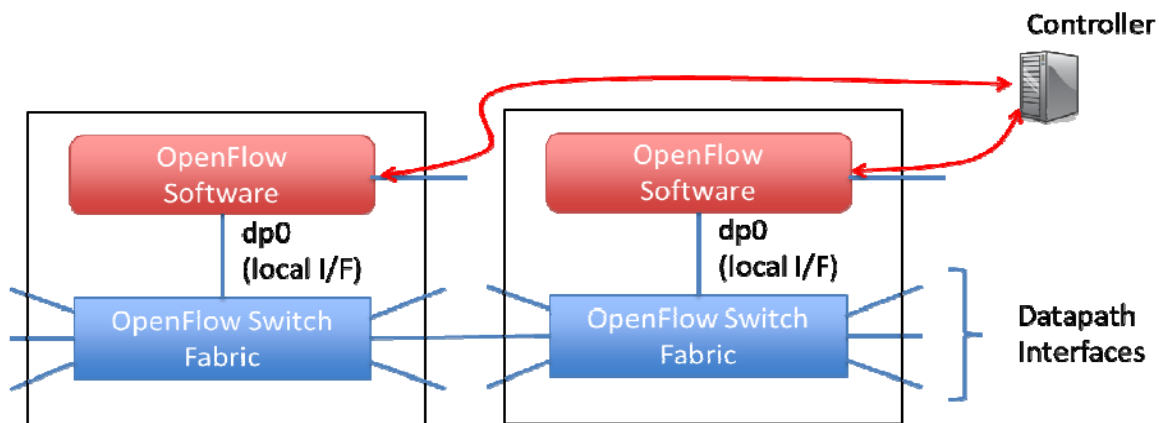 Controller
OpenFlow
Software
OpenFlow
Software
dp0
(local I/F)
dp0
(local I/F)
OpenFlow Switch
Fabric
OpenFlow Switch
Fabric
Datapath
Interfaces